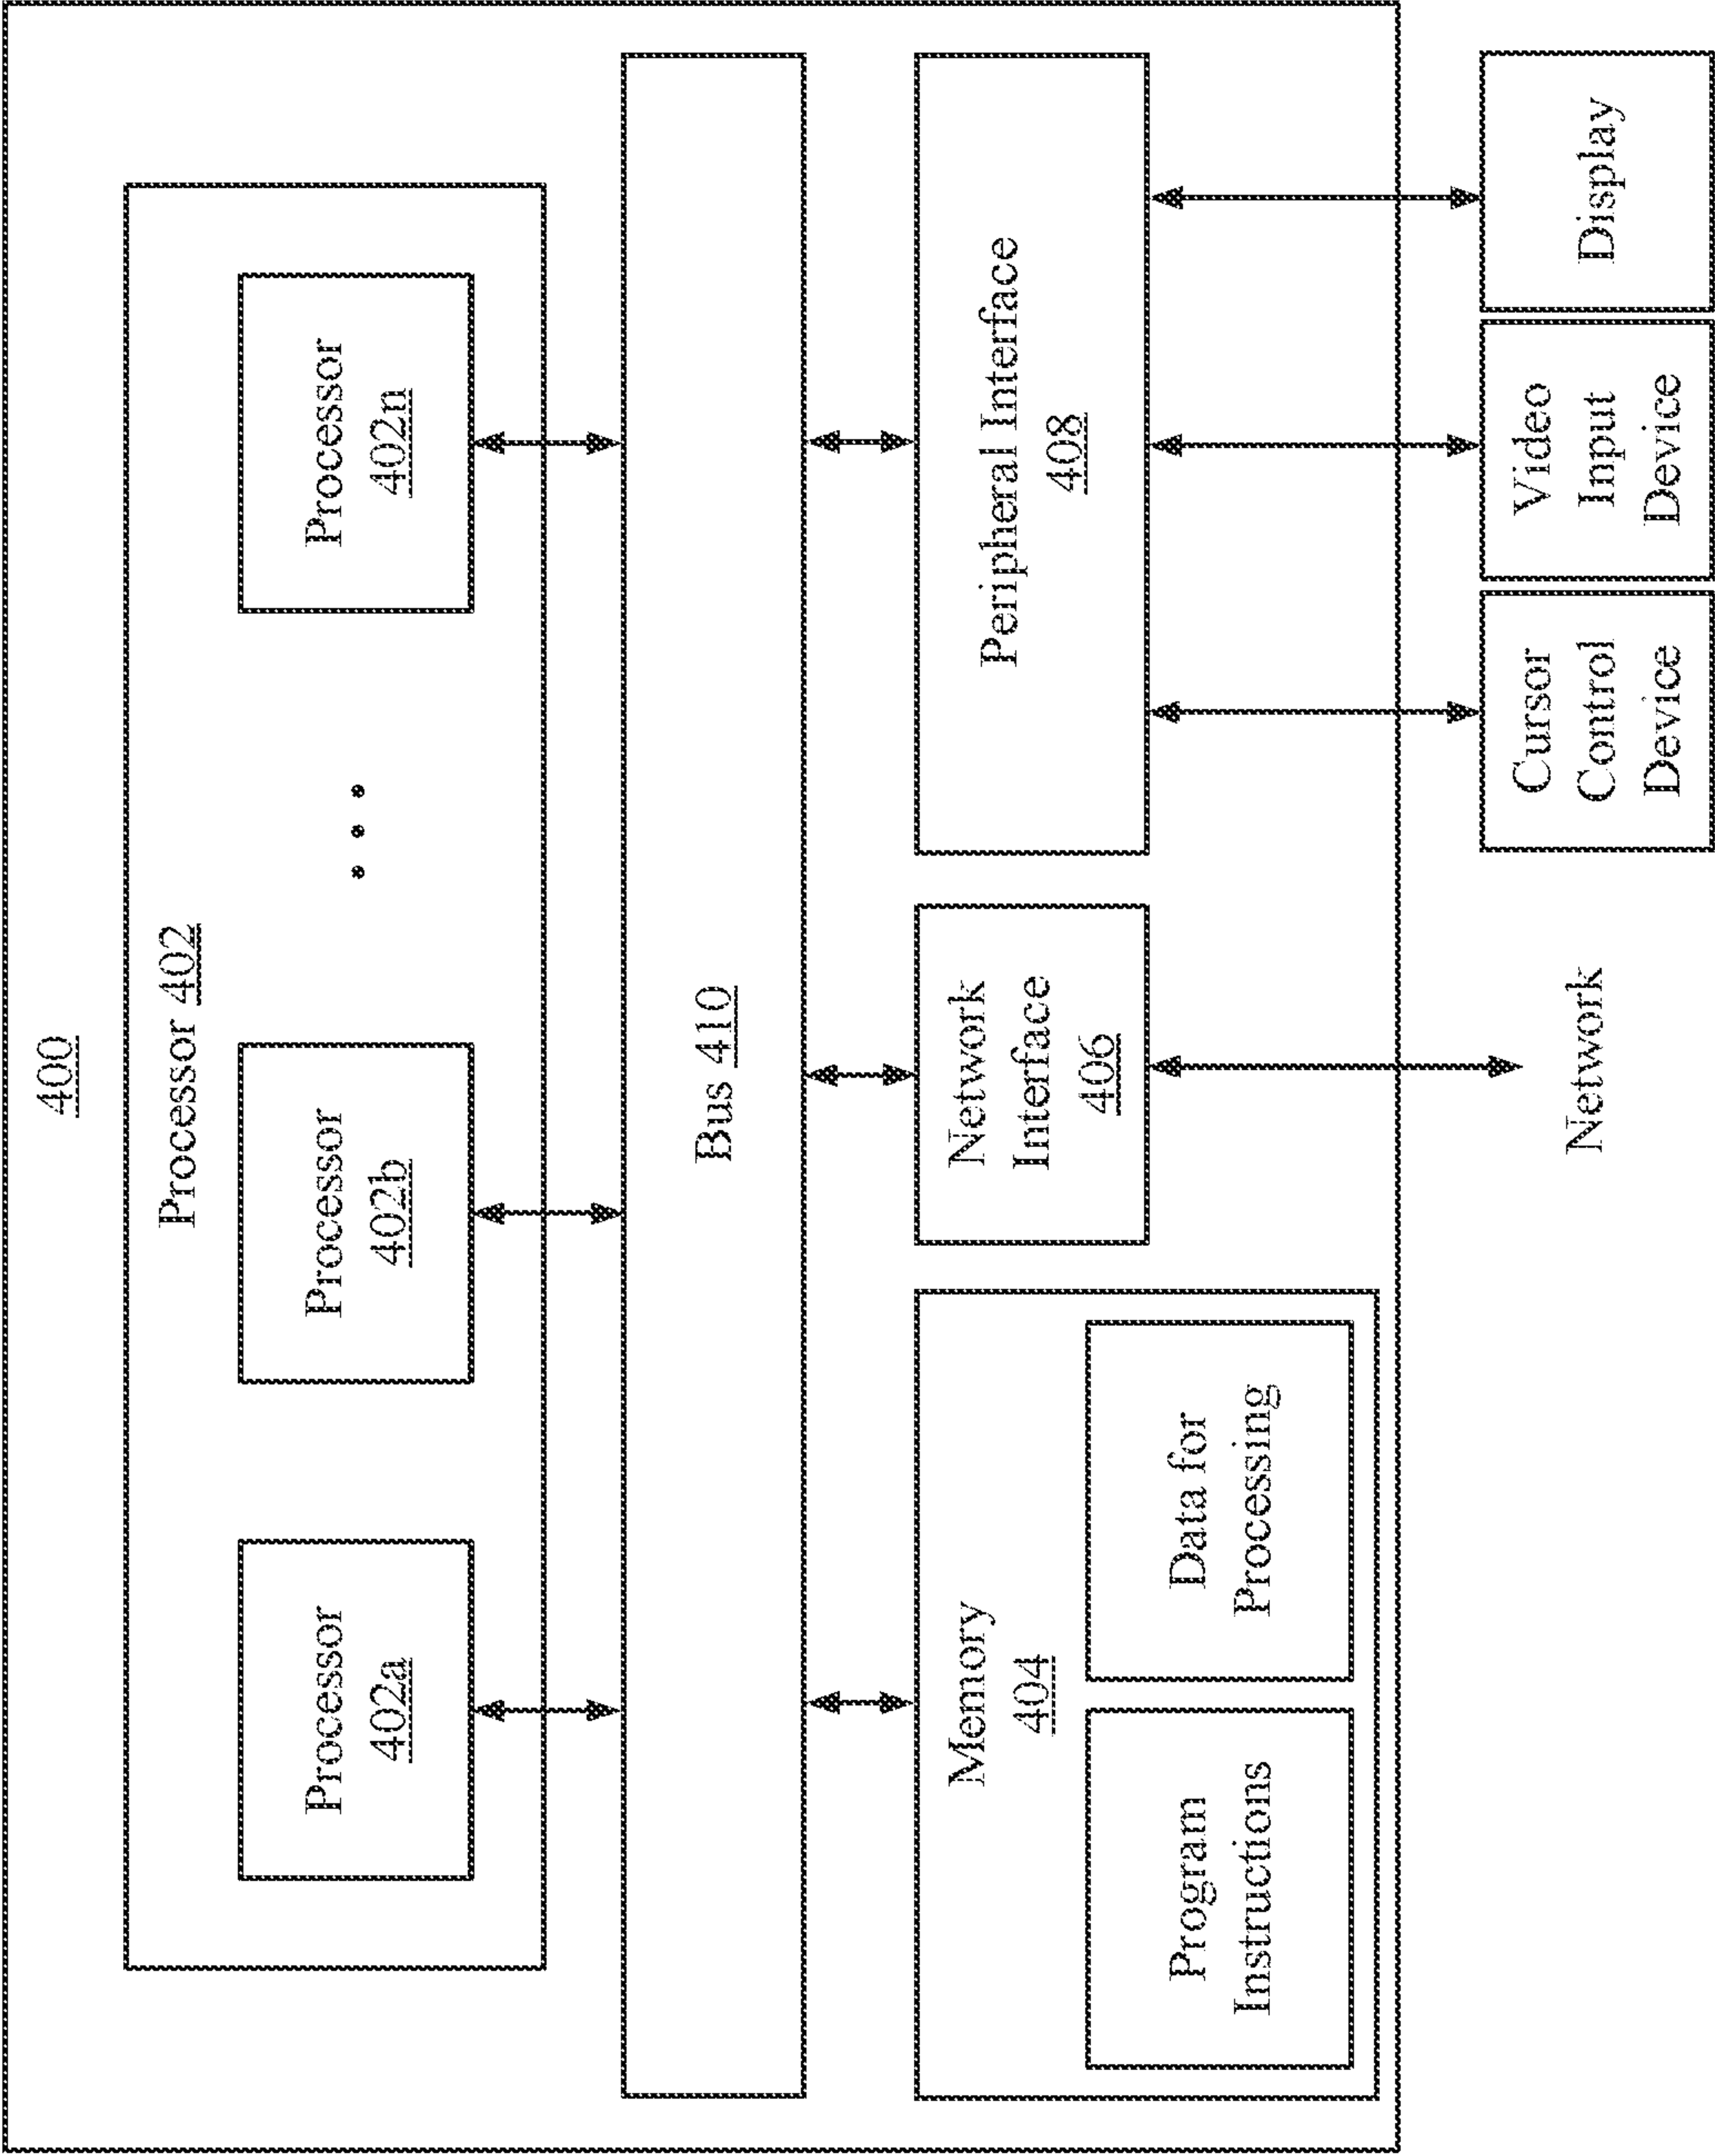 400
Processor 402
Processor
402a
Processor
402b
• • •
Processor
402n
Bus 410
Memory
404
Program
Instructions
Data for
Processing
Network
Interface
406
Peripheral Interface
408
Network
Cursor
Control
Device
Video
Input
Device
Display